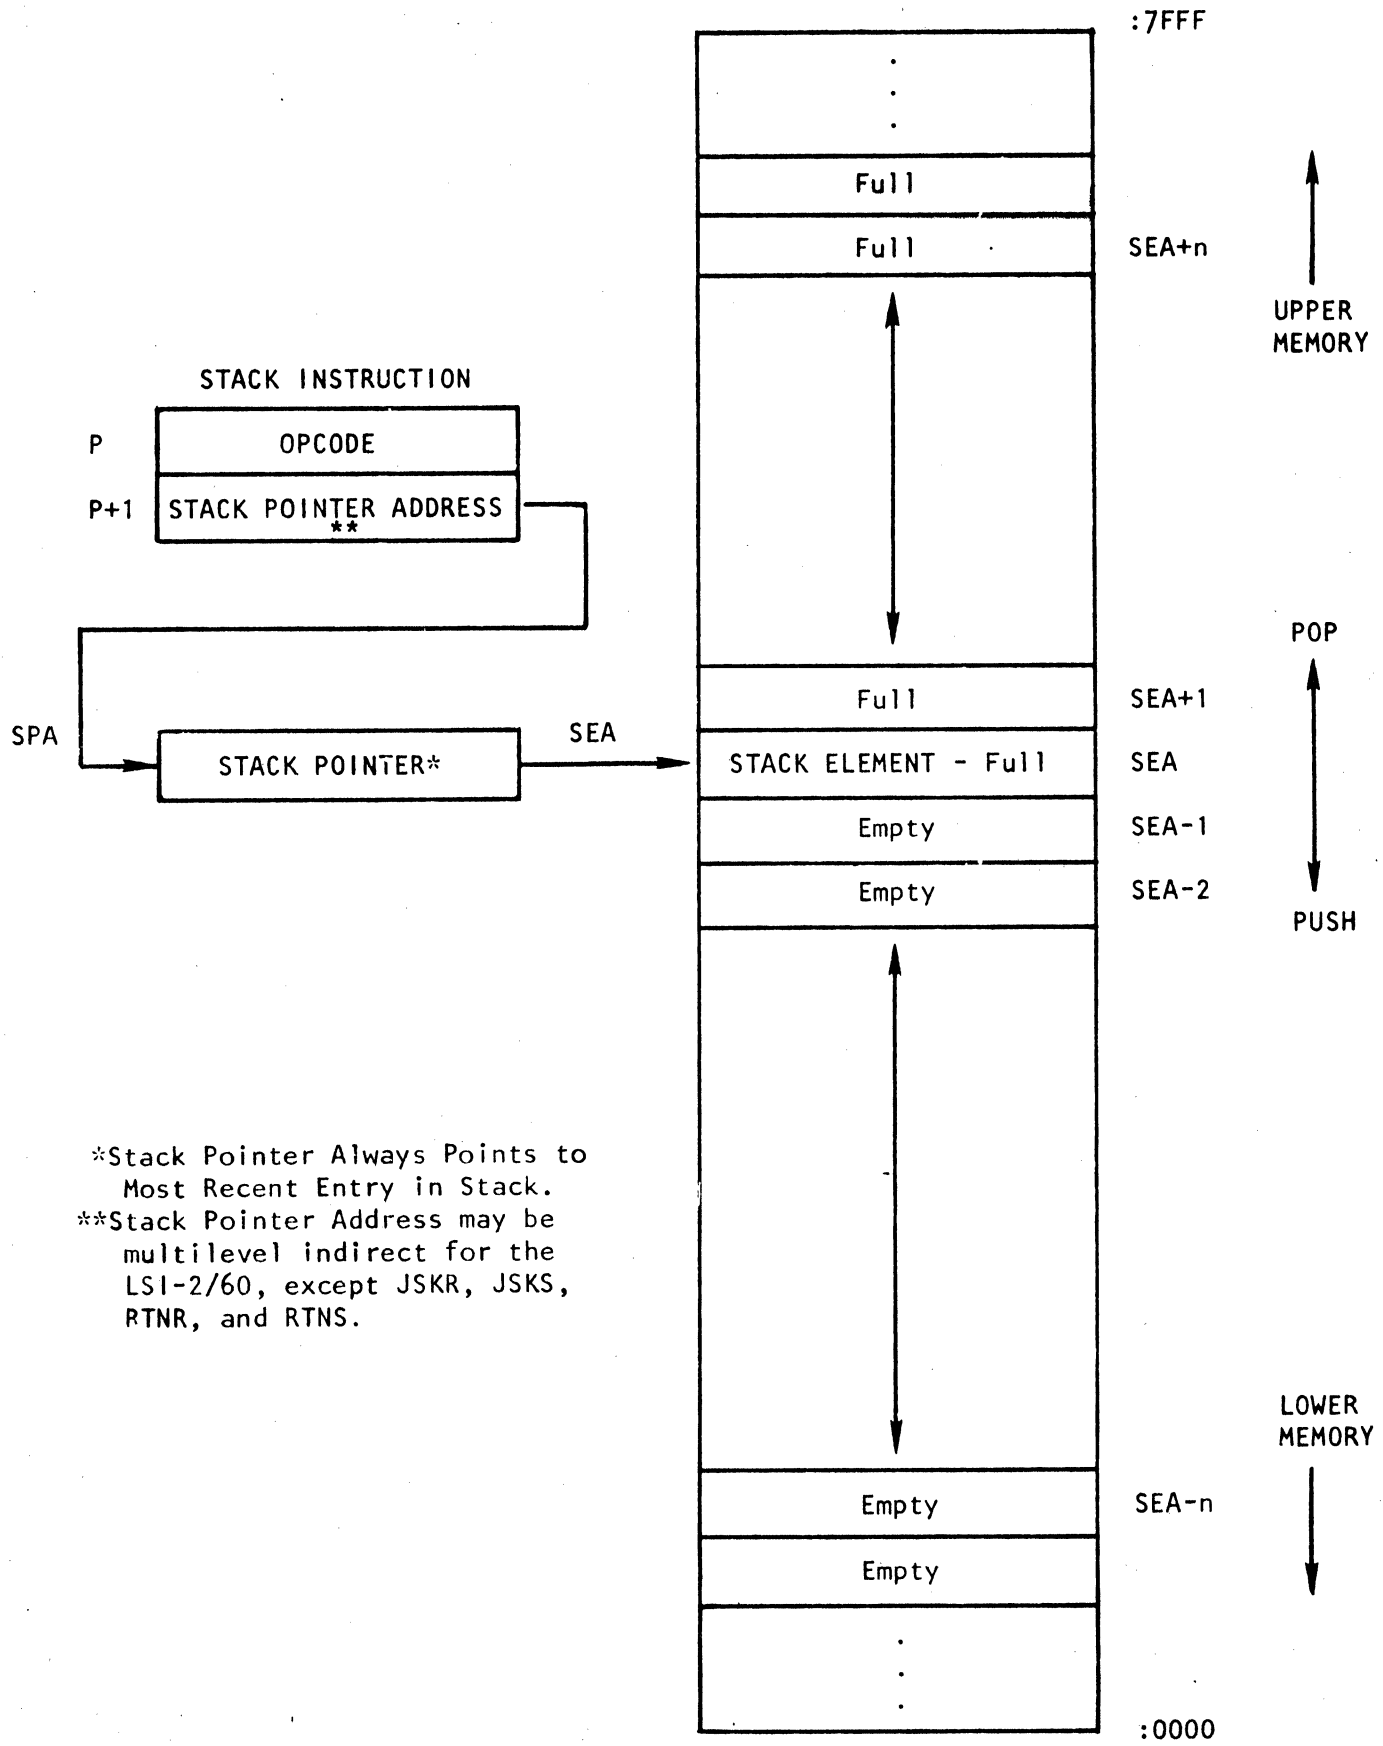 :7FFF
Full
Full
SEA+n
UPPER
MEMORY
STACK INSTRUCTION
P
OPCODE
P+1
STACK POINTER ADDRESS
**
POP
Full
SEA+1
SPA
STACK POINTER*
SEA
STACK ELEMENT - Full
SEA
Empty
SEA-1
Empty
SEA-2
PUSH
*Stack Pointer Always Points to
Most Recent Entry in Stack.
**Stack Pointer Address may be
multilevel indirect for the
LSI-2/60, except JSKR, JSKS,
RTNR, and RTNS.
LOWER
MEMORY
Empty
SEA-n
Empty
:0000